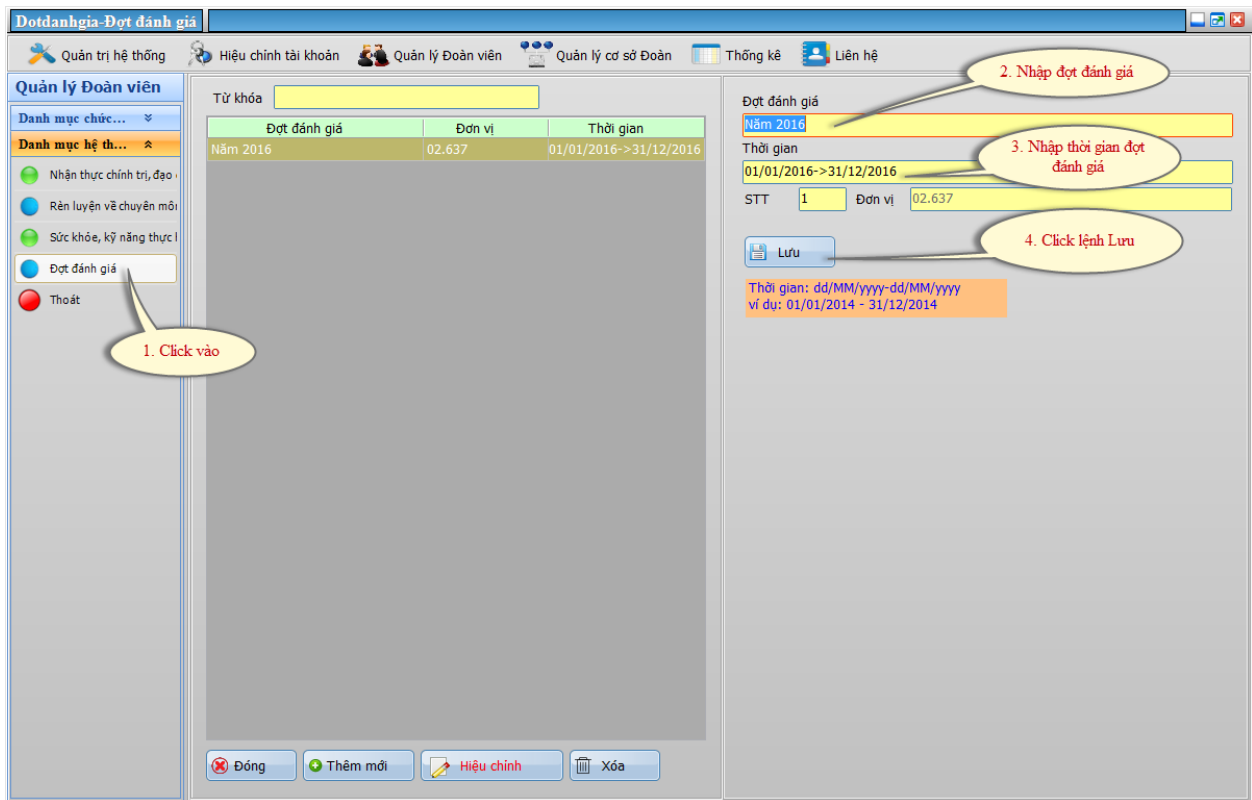 Dotdanhgia-Đợt đánh giá
Quản trị hệ thống Hiệu chỉnh tài khoản Quản lý Đoàn viên Quản lý cơ sở Đoàn Thống kê Liên hệ
Quản lý Đoàn viên
Danh mục chức...
Danh mục hệ th...
Nhận thực chính trị, đạo
Rèn luyện về chuyên môn
Sức khỏe, kỹ năng thực h
Đợt đánh giá
Thoát
1. Click vào
Từ khóa
Đợt đánh giá Đơn vị Thời gian
Năm 2016 02.637 01/01/2016->31/12/2016
Đóng Thêm mới Hiệu chỉnh Xóa
2. Nhập đợt đánh giá
Đợt đánh giá
Năm 2016
Thời gian
3. Nhập thời gian đợt
đánh giá
01/01/2016->31/12/2016
STT 1 Đơn vị 02.637
4. Click lệnh Lưu
Lưu
Thời gian: dd/MM/yyyy-dd/MM/yyyy
ví dụ: 01/01/2014 - 31/12/2014